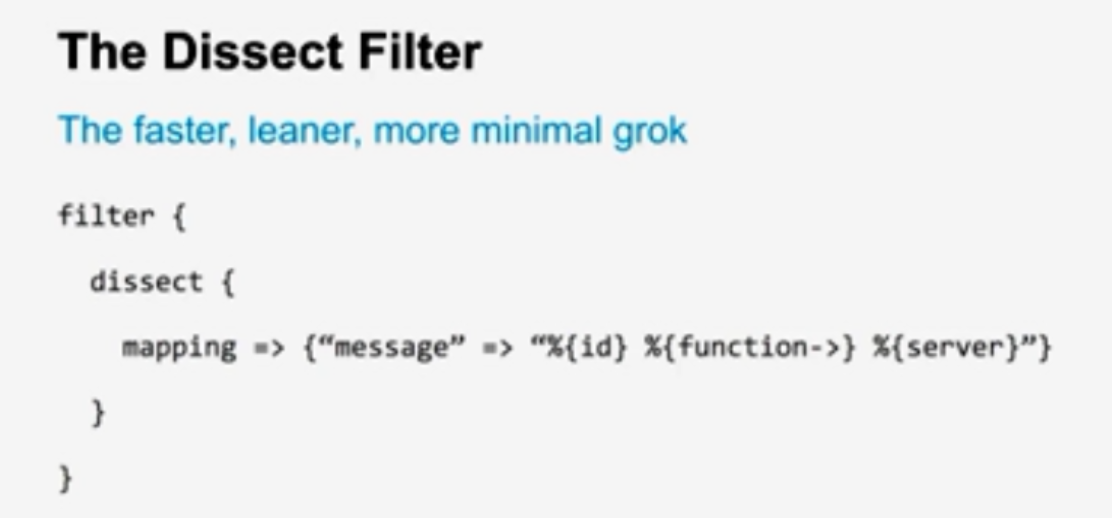 The Dissect Filter
The faster, leaner, more minimal grok
filter {
dissect {
mapping => {“message” => “%{id} %{function->} %{server}”}
}
}